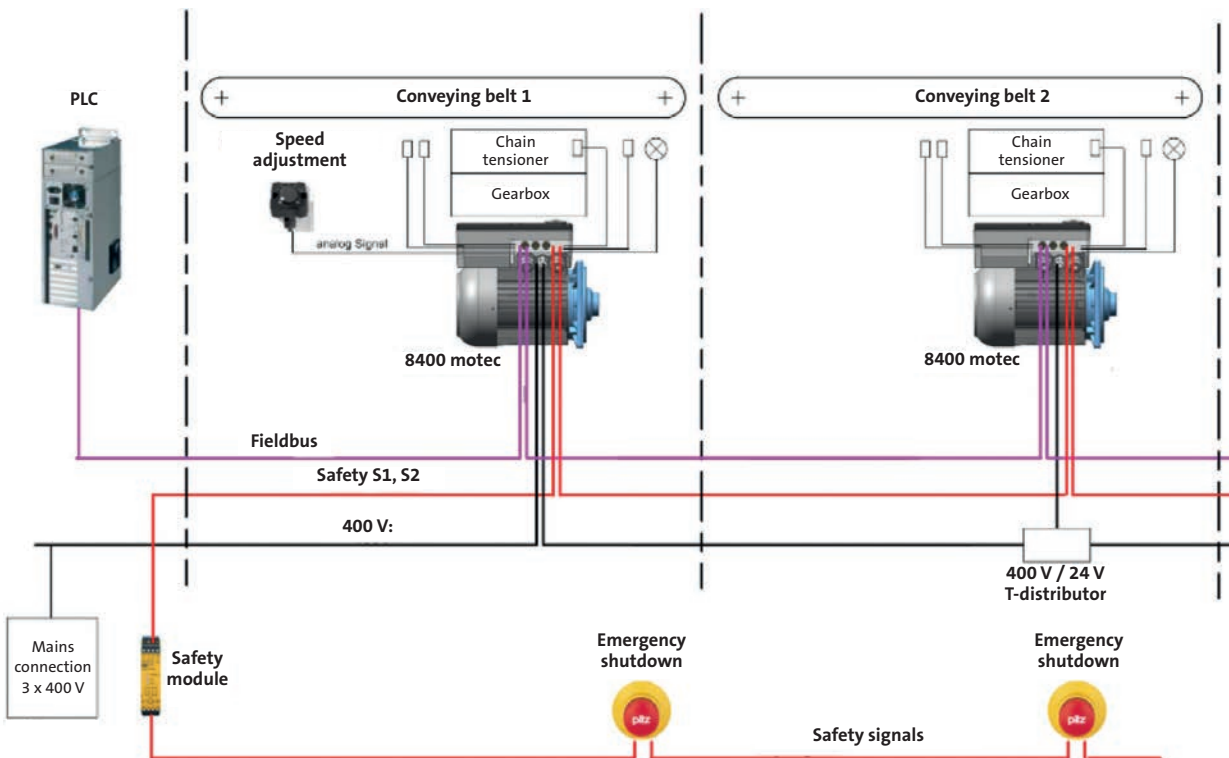 PLC
Conveying belt 1
Conveying belt 2
Speed
adjustment
Chain
tensioner
Gearbox
Chain
tensioner
Gearbox
analog Signal
8400 motec
8400 motec
Fieldbus
Safety S1, S2
400 V:
400 V / 24 V
T-distributor
Mains
connection
3 x 400 V
Safety
module
Emergency
shutdown
Emergency
shutdown
pilz
pilz
Safety signals